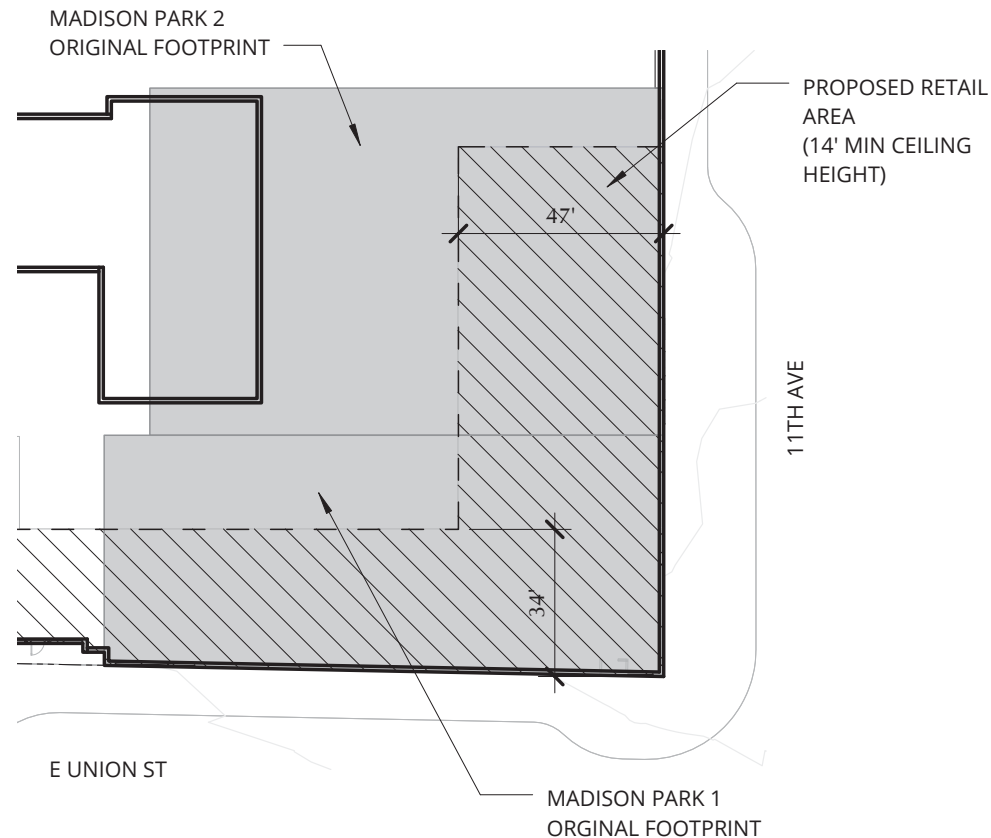 MADISON PARK 2
ORIGINAL FOOTPRINT
PROPOSED RETAIL
AREA
(14' MIN CEILING
HEIGHT)
47'
11TH AVE
34'
E UNION ST
MADISON PARK 1
ORGINAL FOOTPRINT